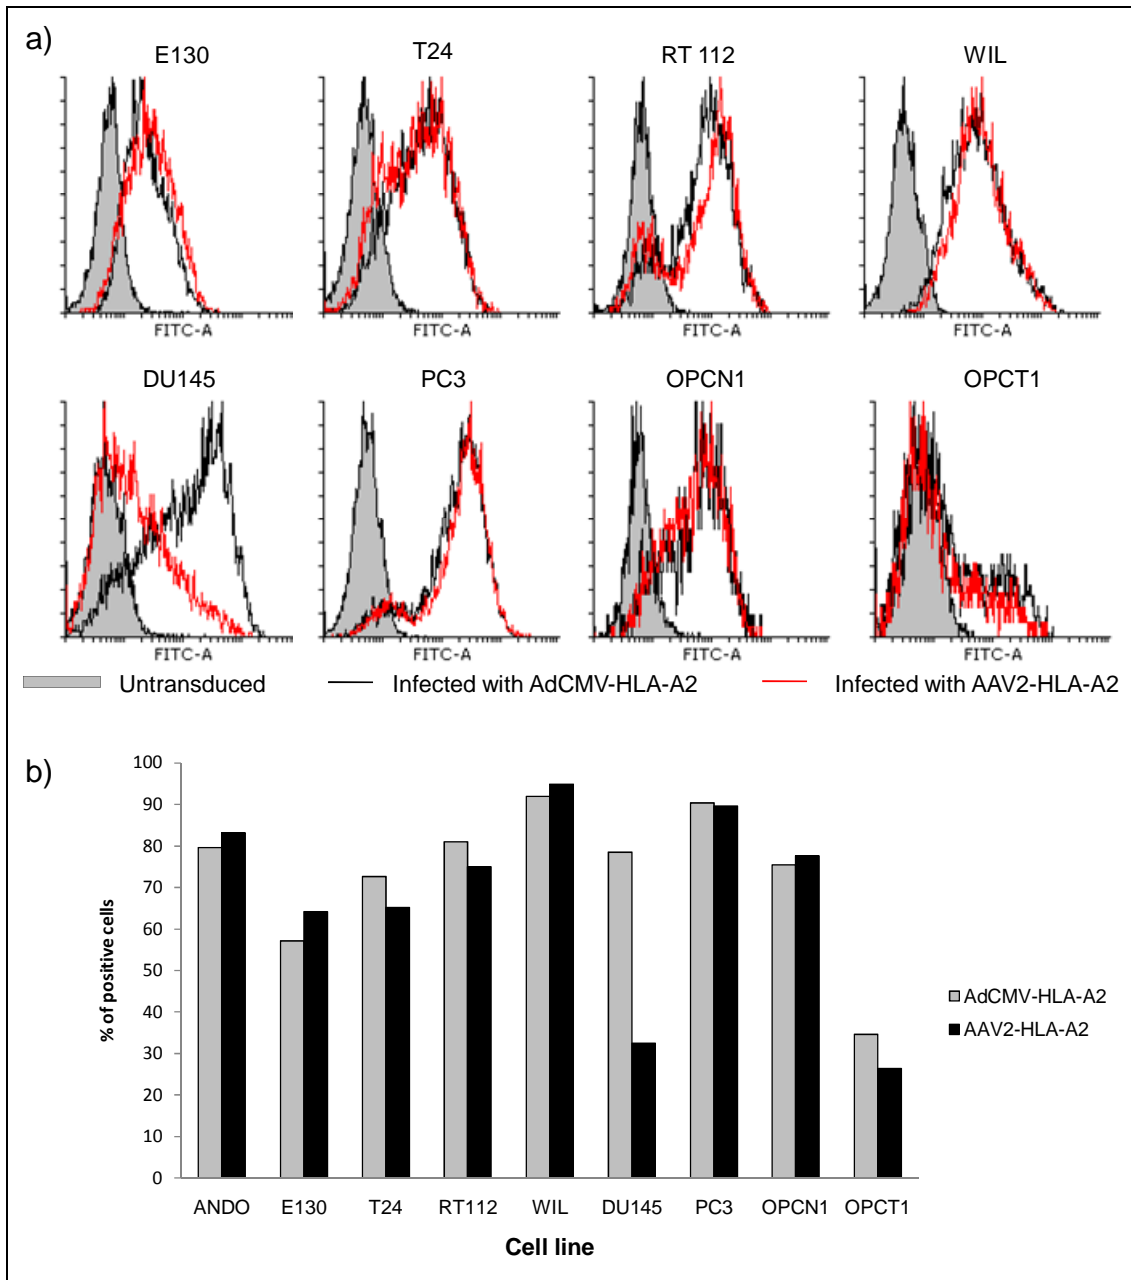 a)
E130 T24 RT 112 WIL
FITC-A FITC-A FITC-A FITC-A
DU145 PC3 OPCN1 OPCT1
FITC-A FITC-A FITC-A FITC-A
Untransduced Infected with AdCMV-HLA-A2 Infected with AAV2-HLA-A2
b)
100
90
80
70
60
50
40
30
20
10
0
% of positive cells
AdCMV-HLA-A2
AAV2-HLA-A2
ANDO E130 T24 RT112 WIL DU145 PC3 OPCN1 OPCT1
Cell line